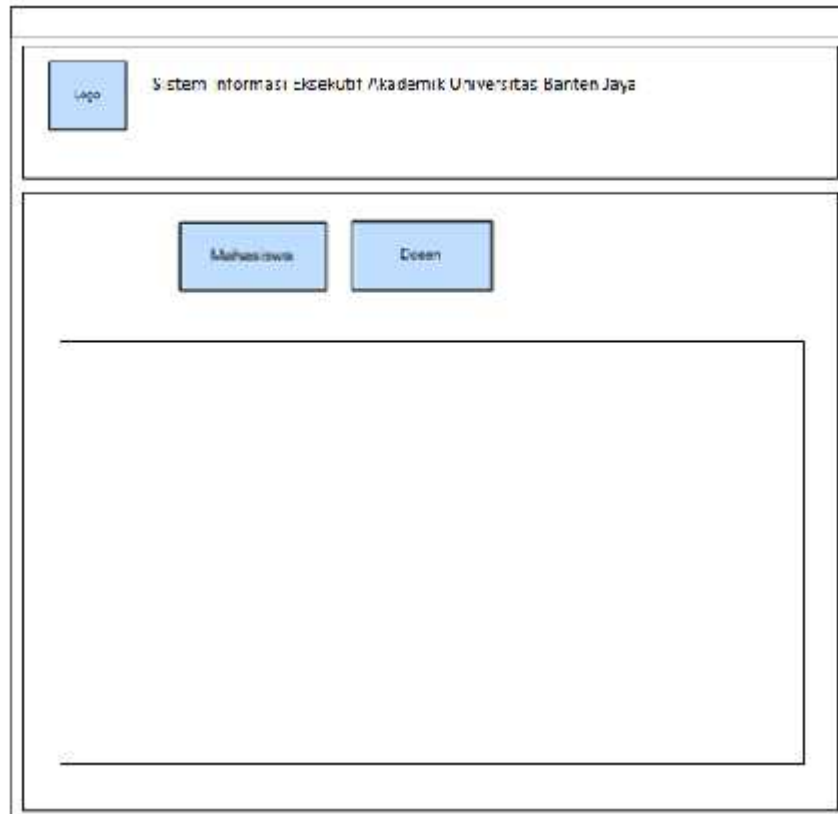 Logo
Sistem Informasi Eksekutif Akademik Universitas Banten Jaya
Mahasiswa
Dosen